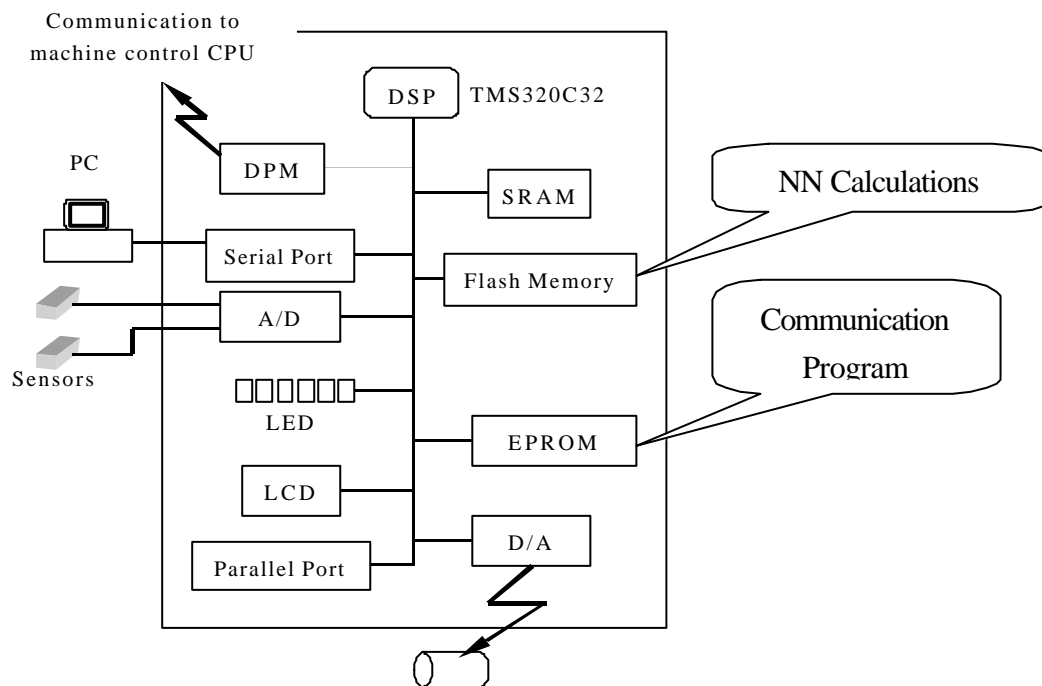 Communication to
machine control CPU
DSP
TMS320C32
PC
DPM
SRAM
NN Calculations
Serial Port
Flash Memory
A/D
Communication
Program
Sensors
LED
EPROM
LCD
D/A
Parallel Port